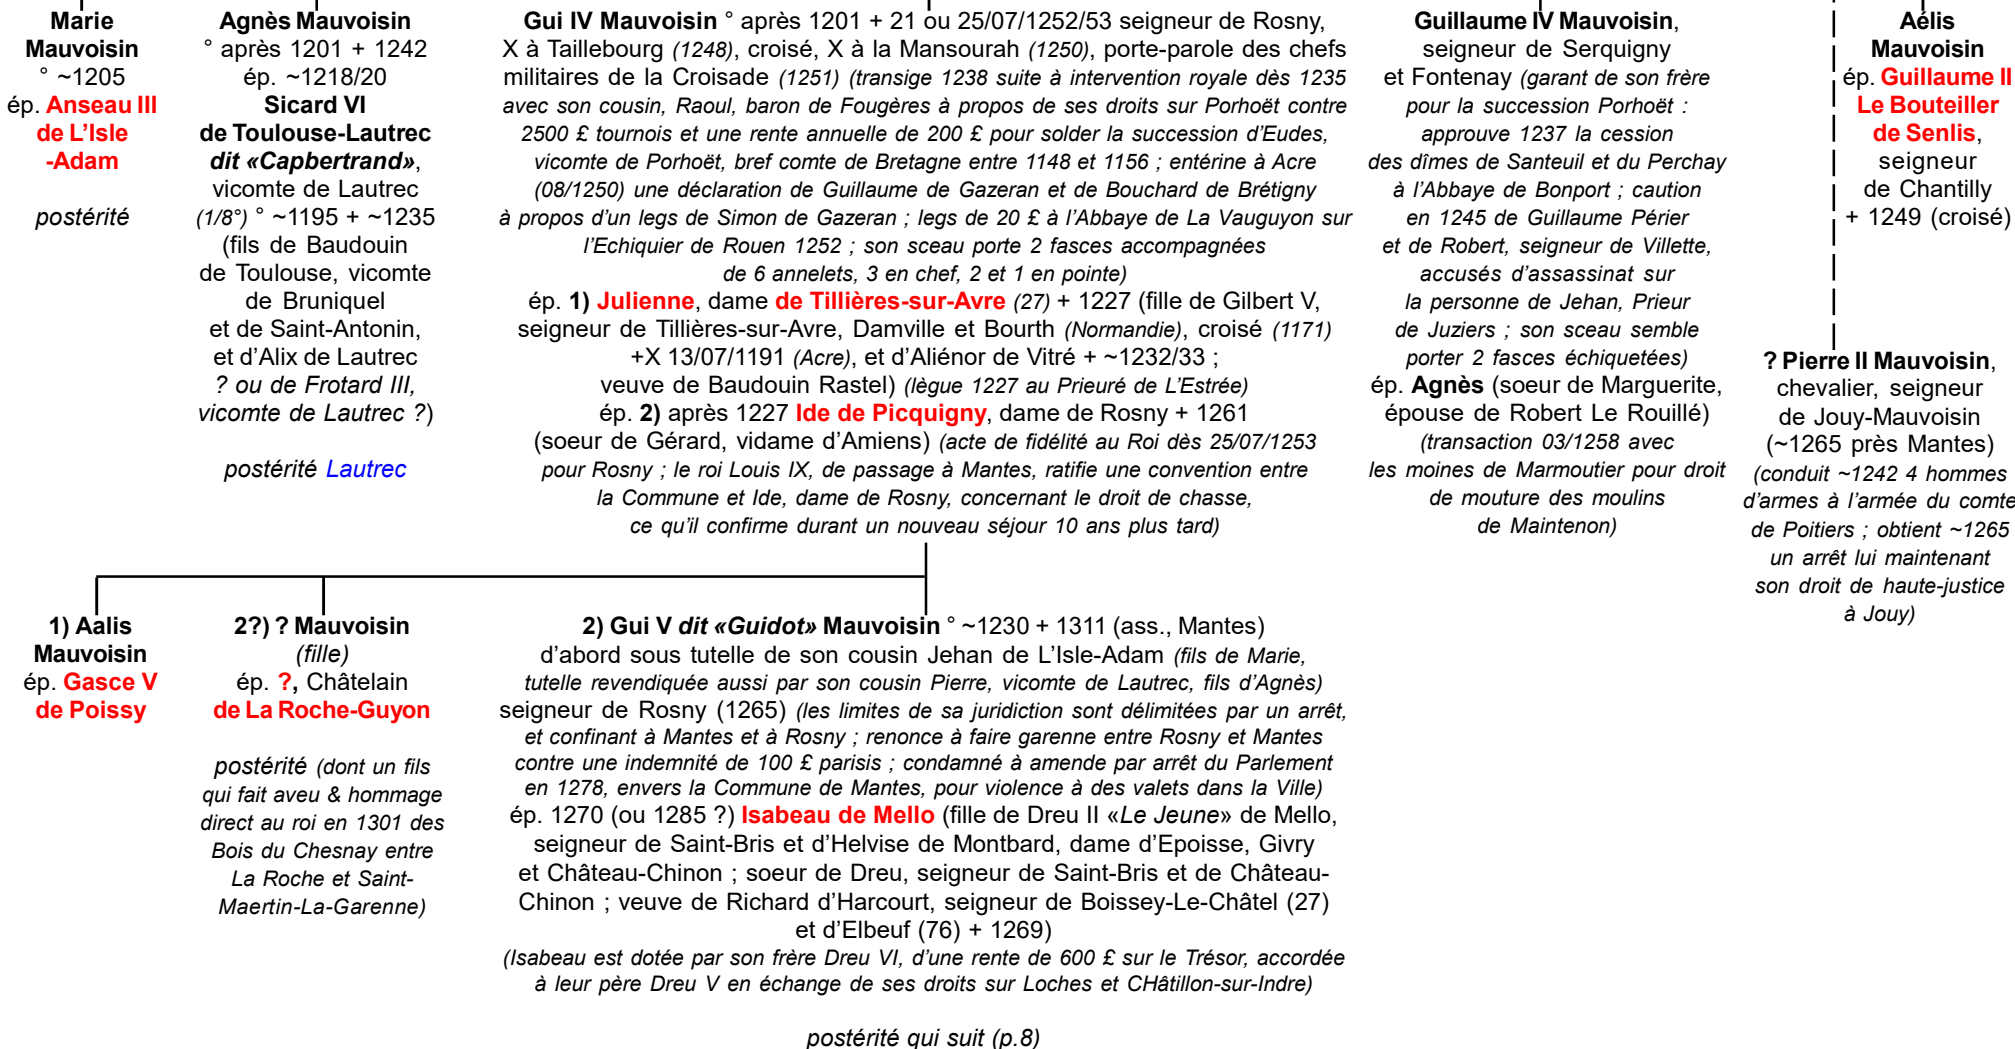 Marie
Mauvoisin
° ~1205
ép. Anseau III
de L’Isle
-Adam
postérité
Agnès Mauvoisin
° après 1201 + 1242
ép. ~1218/20
Sicard VI
de Toulouse-Lautrec
dit «Capbertrand»,
vicomte de Lautrec
(1/8°) ° ~1195 + ~1235
(fils de Baudouin
de Toulouse, vicomte
de Bruniquel
et de Saint-Antonin,
et d’Alix de Lautrec
? ou de Frotard III,
vicomte de Lautrec ?)
postérité Lautrec
Gui IV Mauvoisin ° après 1201 + 21 ou 25/07/1252/53 seigneur de Rosny,
X à Taillebourg (1248), croisé, X à la Mansourah (1250), porte-parole des chefs
militaires de la Croisade (1251) (transige 1238 suite à intervention royale dès 1235
avec son cousin, Raoul, baron de Fougères à propos de ses droits sur Porhoët contre
2500 £ tournois et une rente annuelle de 200 £ pour solder la succession d’Eudes,
vicomte de Porhoët, bref comte de Bretagne entre 1148 et 1156 ; entérine à Acre
(08/1250) une déclaration de Guillaume de Gazeran et de Bouchard de Brétigny
à propos d’un legs de Simon de Gazeran ; legs de 20 £ à l’Abbaye de La Vauguyon sur
l’Echiquier de Rouen 1252 ; son sceau porte 2 fasces accompagnées
de 6 annelets, 3 en chef, 2 et 1 en pointe)
ép. 1) Julienne, dame de Tillières-sur-Avre (27) + 1227 (fille de Gilbert V,
seigneur de Tillières-sur-Avre, Damville et Bourth (Normandie), croisé (1171)
+X 13/07/1191 (Acre), et d’Aliénor de Vitré + ~1232/33 ;
veuve de Baudouin Rastel) (lègue 1227 au Prieuré de L’Estrée)
ép. 2) après 1227 Ide de Picquigny, dame de Rosny + 1261
(soeur de Gérard, vidame d’Amiens) (acte de fidélité au Roi dès 25/07/1253
pour Rosny ; le roi Louis IX, de passage à Mantes, ratifie une convention entre
la Commune et Ide, dame de Rosny, concernant le droit de chasse,
ce qu’il confirme durant un nouveau séjour 10 ans plus tard)
Guillaume IV Mauvoisin,
seigneur de Serquigny
et Fontenay (garant de son frère
pour la succession Porhoët :
approuve 1237 la cession
des dîmes de Santeuil et du Perchay
à l’Abbaye de Bonport ; caution
en 1245 de Guillaume Périer
et de Robert, seigneur de Villette,
accusés d’assassinat sur
la personne de Jehan, Prieur
de Juziers ; son sceau semble
porter 2 fasces échiquetées)
ép. Agnès (soeur de Marguerite,
épouse de Robert Le Rouillé)
(transaction 03/1258 avec
les moines de Marmoutier pour droit
de mouture des moulins
de Maintenon)
Aélis
Mauvoisin
ép. Guillaume II
Le Bouteiller
de Senlis,
seigneur
de Chantilly
+ 1249 (croisé)
? Pierre II Mauvoisin,
chevalier, seigneur
de Jouy-Mauvoisin
(~1265 près Mantes)
(conduit ~1242 4 hommes
d’armes à l’armée du comte
de Poitiers ; obtient ~1265
un arrêt lui maintenant
son droit de haute-justice
à Jouy)
1) Aalis
Mauvoisin
ép. Gasce V
de Poissy
2?) ? Mauvoisin
(fille)
ép. ?, Châtelain
de La Roche-Guyon
postérité (dont un fils
qui fait aveu & hommage
direct au roi en 1301 des
Bois du Chesnay entre
La Roche et Saint-
Maertin-La-Garenne)
2) Gui V dit «Guidot» Mauvoisin ° ~1230 + 1311 (ass., Mantes)
d’abord sous tutelle de son cousin Jehan de L’Isle-Adam (fils de Marie,
tutelle revendiquée aussi par son cousin Pierre, vicomte de Lautrec, fils d’Agnès)
seigneur de Rosny (1265) (les limites de sa juridiction sont délimitées par un arrêt,
et confinant à Mantes et à Rosny ; renonce à faire garenne entre Rosny et Mantes
contre une indemnité de 100 £ parisis ; condamné à amende par arrêt du Parlement
en 1278, envers la Commune de Mantes, pour violence à des valets dans la Ville)
ép. 1270 (ou 1285 ?) Isabeau de Mello (fille de Dreu II «Le Jeune» de Mello,
seigneur de Saint-Bris et d’Helvise de Montbard, dame d’Epoisse, Givry
et Château-Chinon ; soeur de Dreu, seigneur de Saint-Bris et de Château-
Chinon ; veuve de Richard d’Harcourt, seigneur de Boissey-Le-Châtel (27)
et d’Elbeuf (76) + 1269)
(Isabeau est dotée par son frère Dreu VI, d’une rente de 600 £ sur le Trésor, accordée
à leur père Dreu V en échange de ses droits sur Loches et CHâtillon-sur-Indre)
postérité qui suit (p.8)